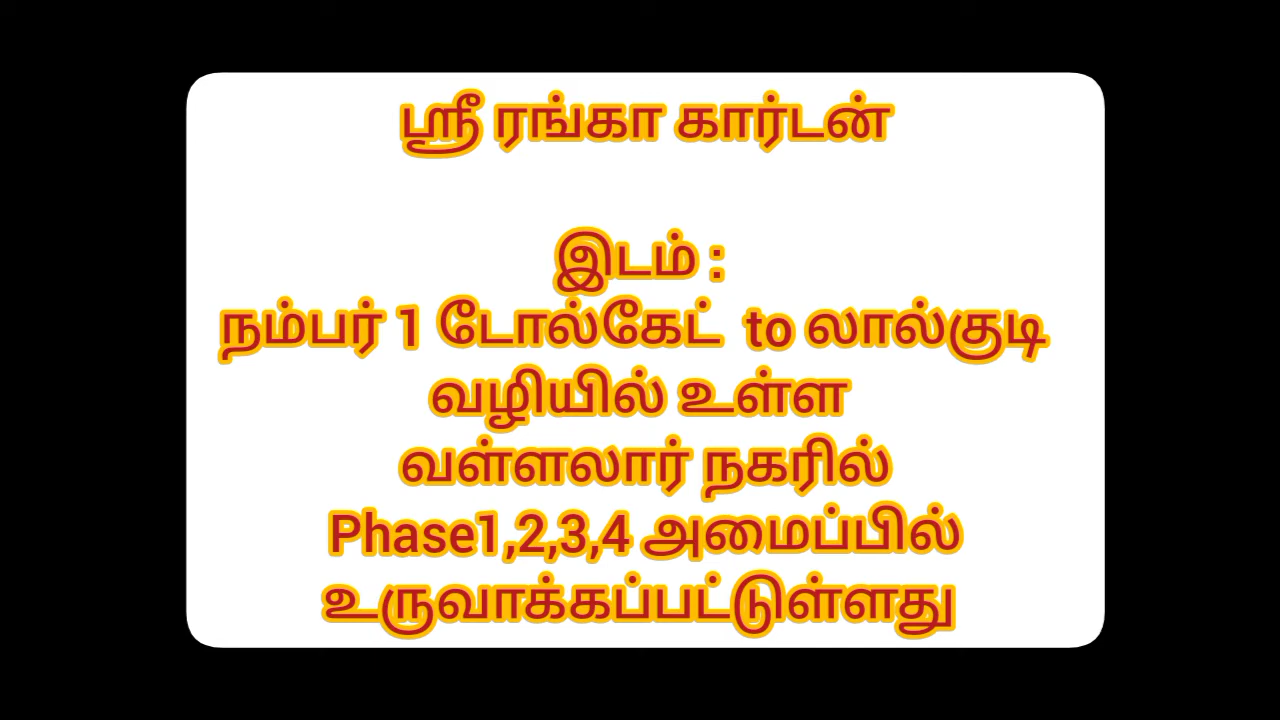 ஸ்ரீ ரங்கா கார்டன்
இடம் :
நம்பர் 1 டோல்கேட் to லால்குடி
வழியில் உள்ள
வள்ளலார் நகரில்
Phase1,2,3,4 அமைப்பில்
உருவாக்கப்பட்டுள்ளது